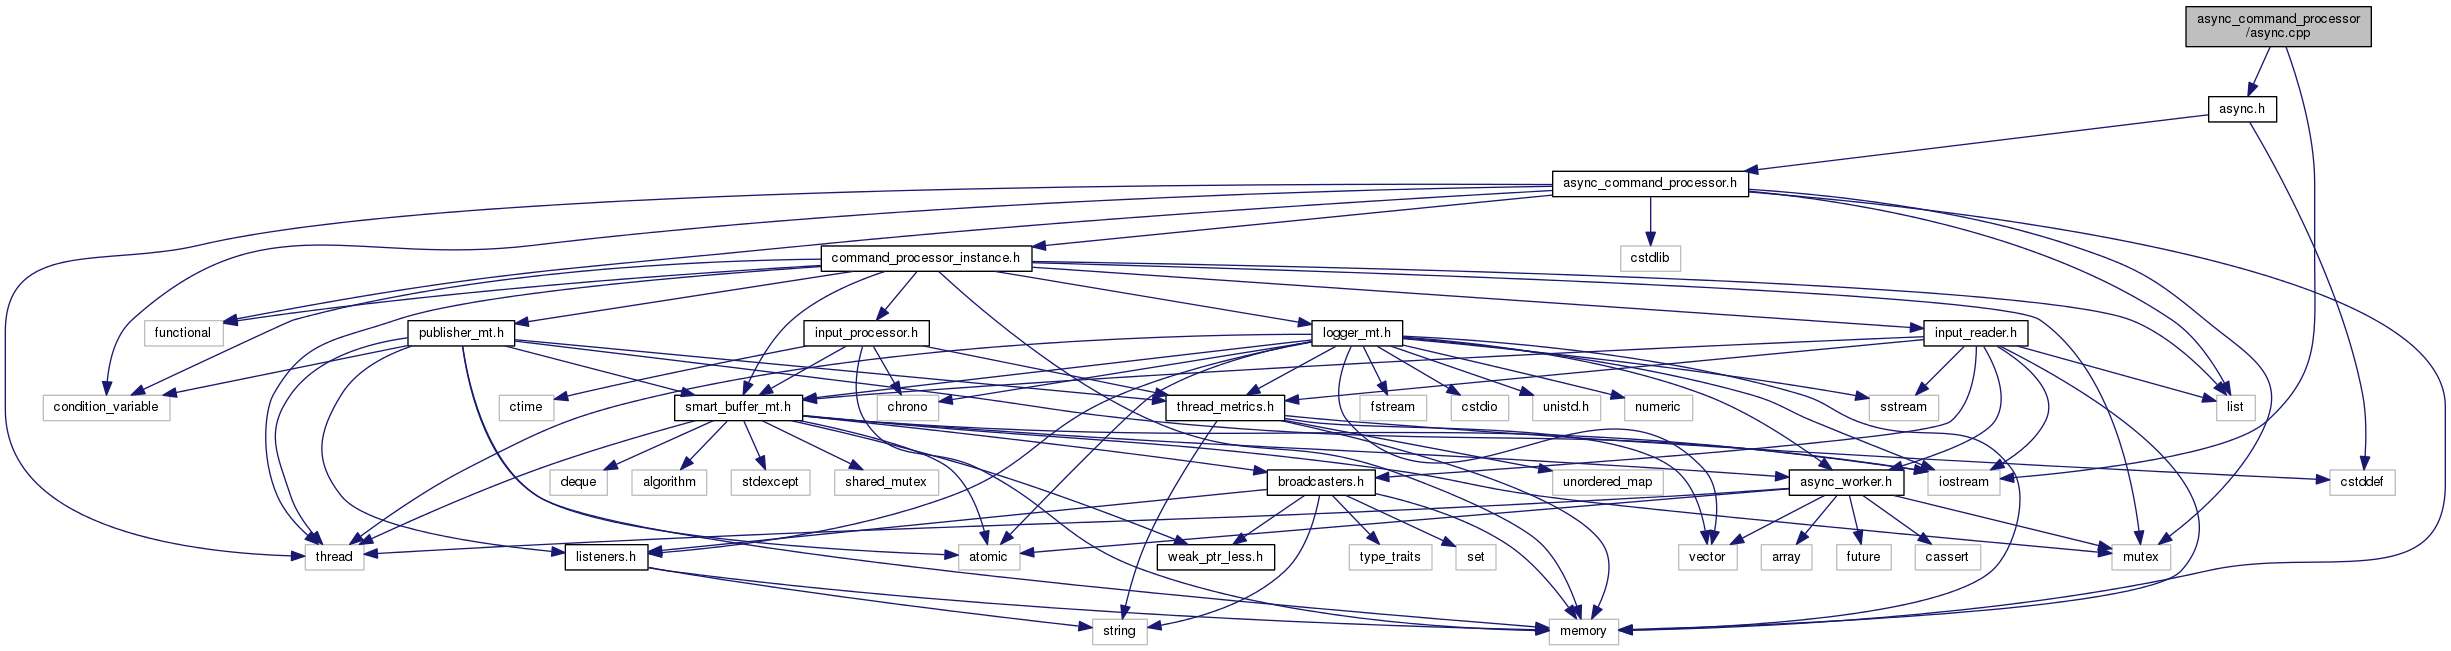 async_command_processor
/async.cpp
async.h
async_command_processor.h
command_processor_instance.h
cstdlib
functional
publisher_mt.h
input_processor.h
logger_mt.h
input_reader.h
condition_variable
ctime
smart_buffer_mt.h
chrono
thread_metrics.h
fstream
cstdio
unistd.h
numeric
sstream
list
deque
algorithm
stdexcept
shared_mutex
broadcasters.h
unordered_map
async_worker.h
iostream
cstddef
thread
listeners.h
atomic
weak_ptr_less.h
type_traits
set
vector
array
future
cassert
mutex
string
memory